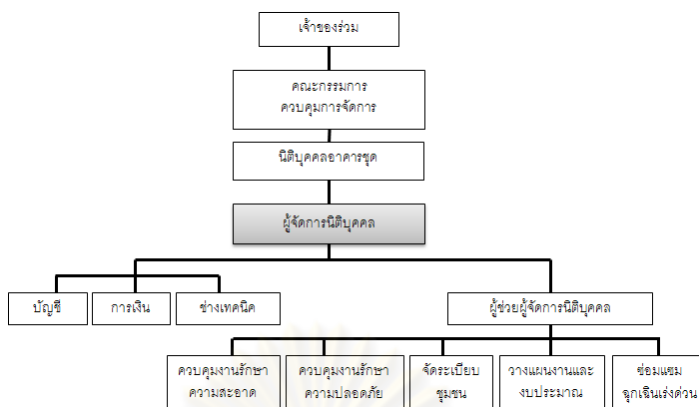 เจ้าของร่วม
คณะกรรมการ
ควบคุมการจัดการ
นิติบุคคลอาคารชุด
ผู้จัดการนิติบุคคล
บัญชี
การเงิน
ช่างเทคนิค
ผู้ช่วยผู้จัดการนิติบุคคล
ควบคุมงานรักษา
ความสะอาด
ควบคุมงานรักษา
ความปลอดภัย
จัดระเบียบ
ชุมชน
วางแผนงานและ
งบประมาณ
ซ่อมแซม
ฉุกเฉินเร่งด่วน